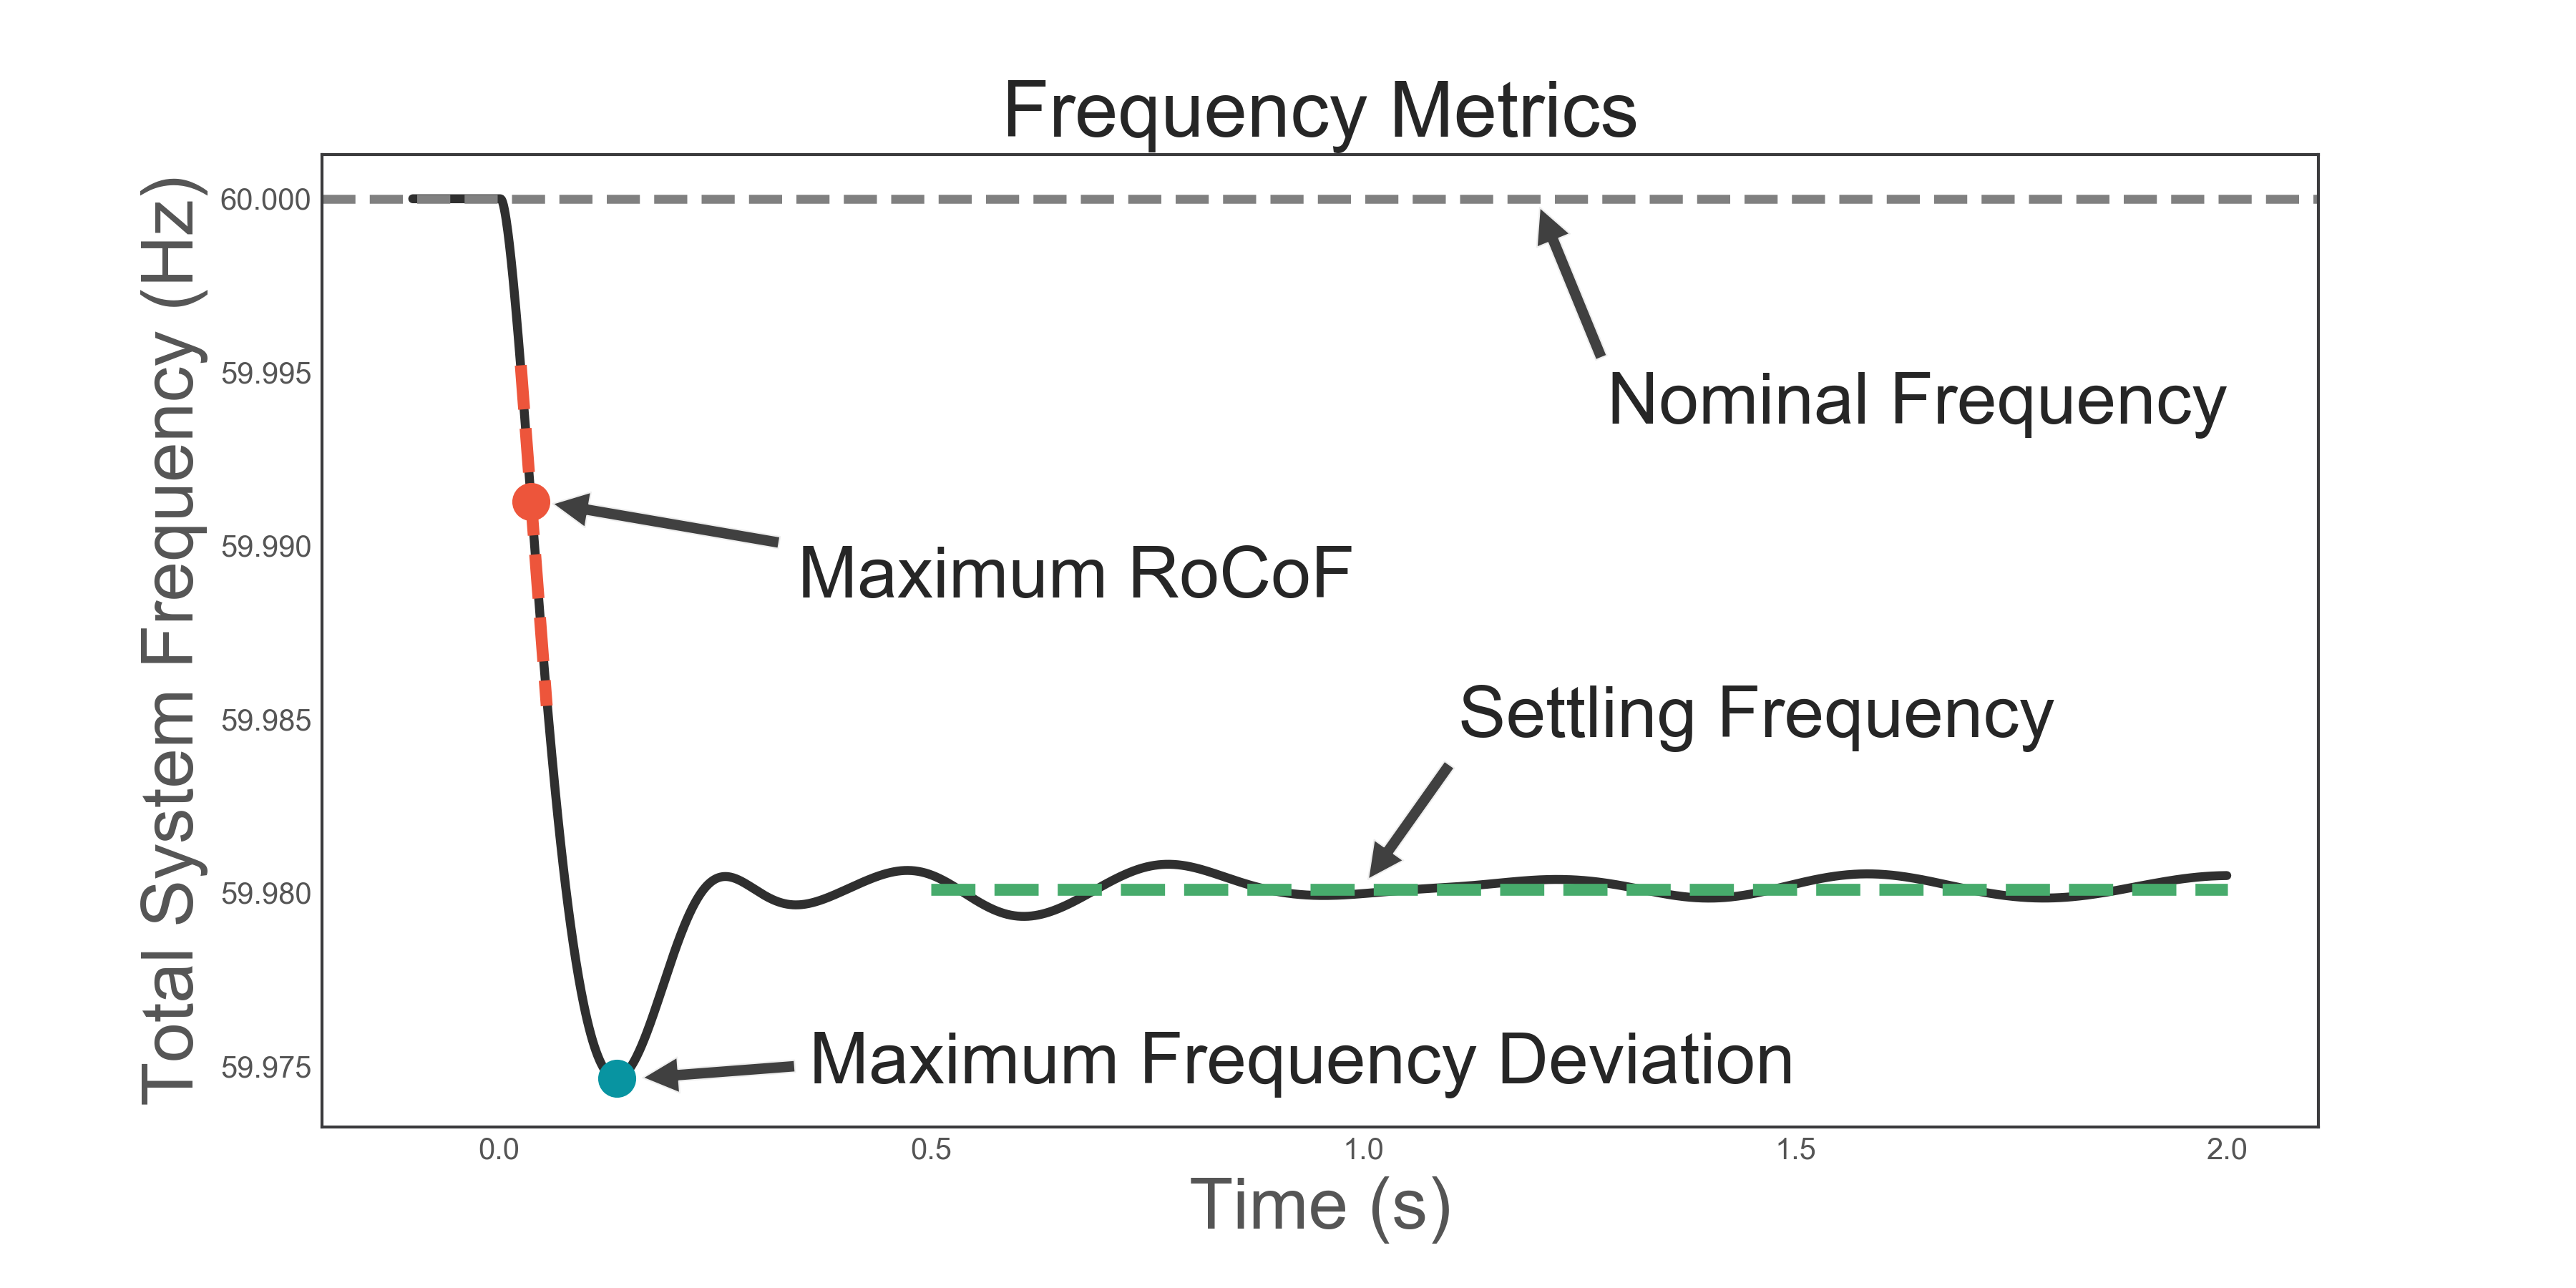 Frequency Metrics
Total System Frequency (Hz)
60.000
59.995
59.990
59.985
59.980
59.975
Nominal Frequency
Maximum RoCoF
Settling Frequency
Maximum Frequency Deviation
0.0
0.5
1.0
1.5
2.0
Time (s)